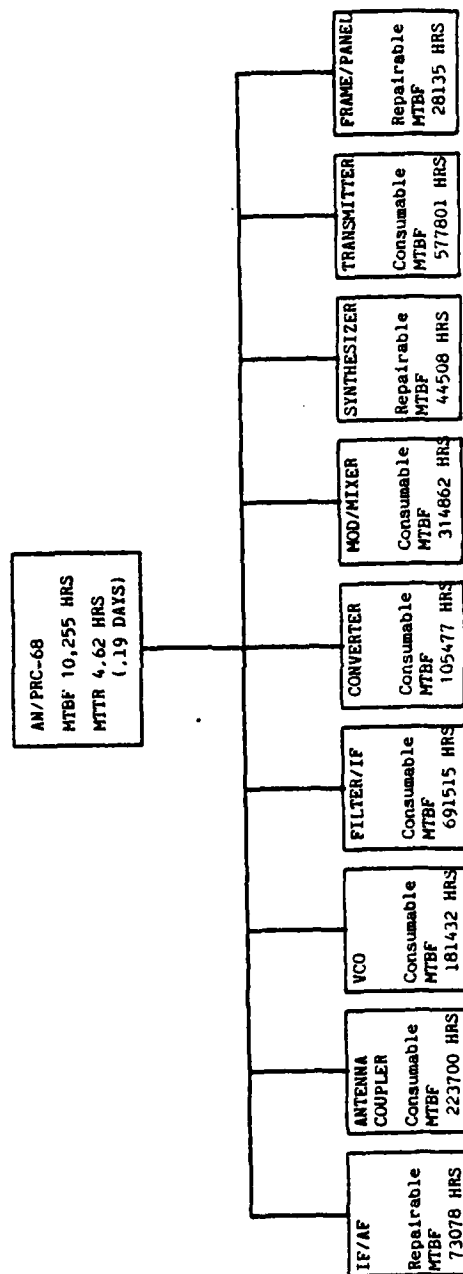 AN/PRC-68
MTBF 10,255 HRS
MTTR 4.62 HRS
(.19 DAYS)
IF/AF
Repairable
MTBF
73078 HRS
ANTENNA
COUPLER
Consumable
MTBF
223700 HRS
VCO
Consumable
MTBF
181432 HRS
FILTER/IF
Consumable
MTBF
691515 HRS
CONVERTER
Consumable
MTBF
105477 HRS
MOD/MIXER
Consumable
MTBF
314862 HRS
SYNTHESIZER
Repairable
MTBF
44508 HRS
TRANSMITTER
Consumable
MTBF
577801 HRS
FRAME/PANEL
Repairable
MTBF
28135 HRS